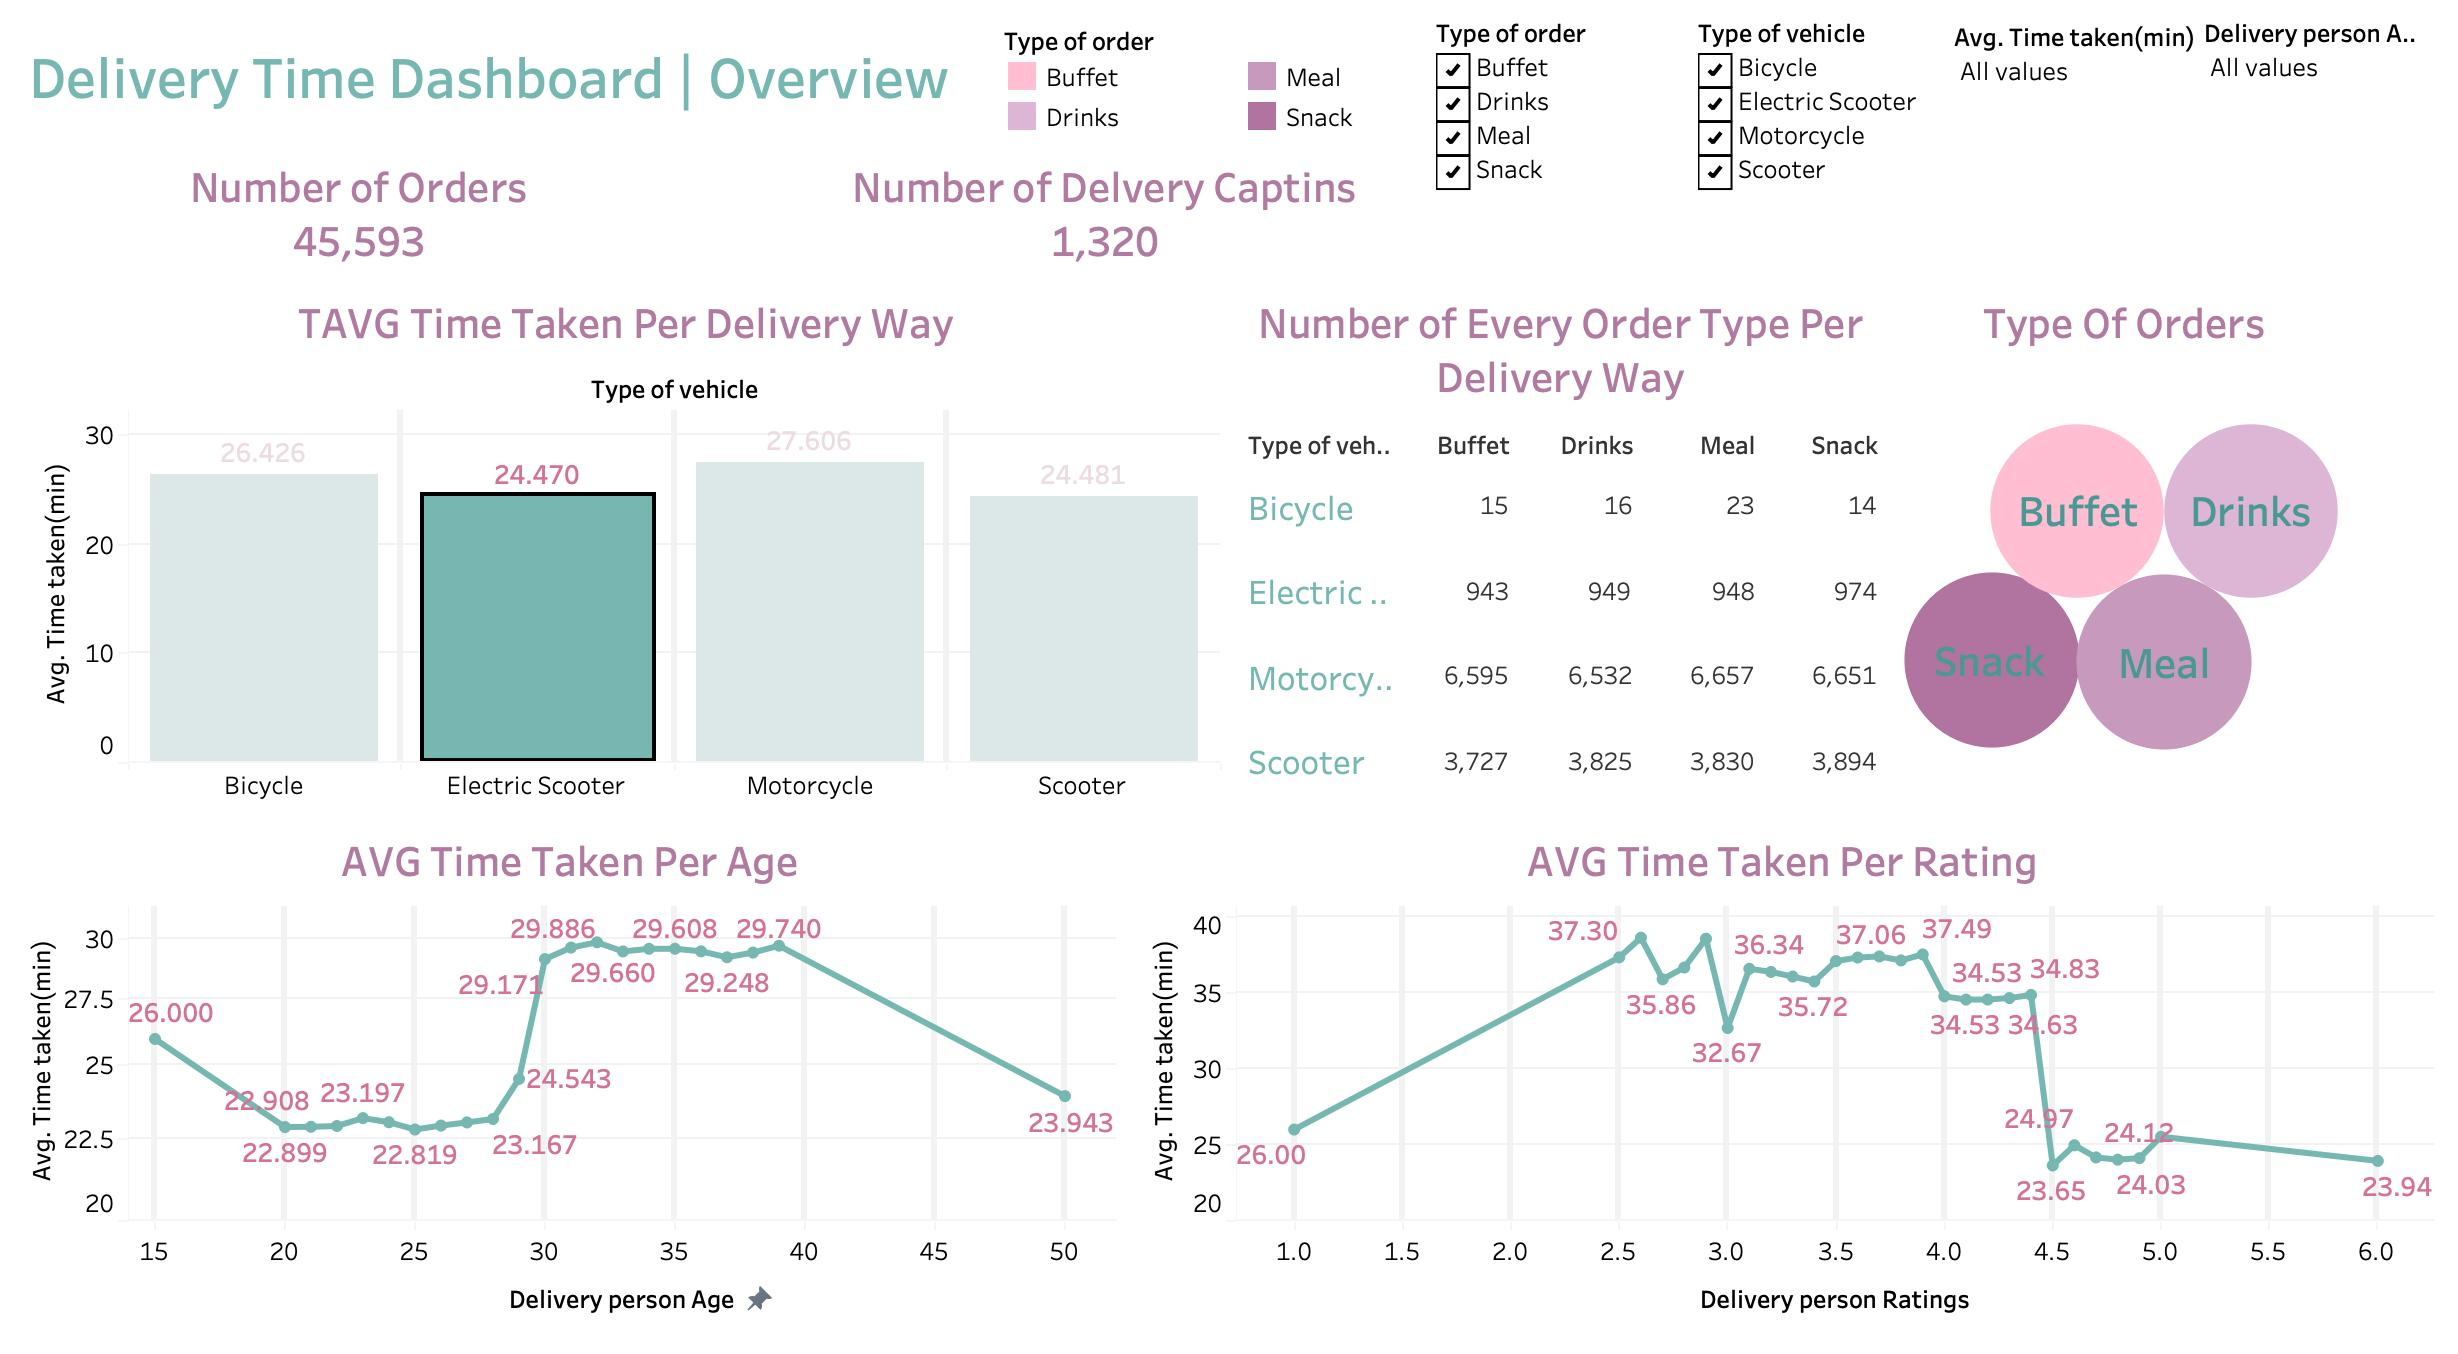 Delivery Time Dashboard | Overview
Type of order
Buffet
Meal
Drinks
Snack
Type of order
Buffet
Drinks
Meal
Snack
Type of vehicle
Bicycle
Electric Scooter
Motorcycle
Scooter
Avg. Time taken(min)
All values
Delivery person A..
All values
Number of Orders
45,593
Number of Delvery Captins
1,320
TAVG Time Taken Per Delivery Way
Type of vehicle
Avg. Time taken(min)
30
20
10
0
26.426
24.470
27.606
24.481
Bicycle Electric Scooter Motorcycle Scooter
Number of Every Order Type Per
Delivery Way
Type of veh.. Buffet Drinks Meal Snack
Bicycle 15 16 23 14
Electric .. 943 949 948 974
Motorcy.. 6,595 6,532 6,657 6,651
Scooter 3,727 3,825 3,830 3,894
Type Of Orders
Buffet
Drinks
Snack
Meal
AVG Time Taken Per Age
Avg. Time taken(min)
30
27.5
25
22.5
20
26.000
22.908
22.899
23.197
22.819
23.167
24.543
29.171
29.886
29.660
29.608
29.248
29.740
23.943
15 20 25 30 35 40 45 50
Delivery person Age
AVG Time Taken Per Rating
Avg. Time taken(min)
40
35
30
25
20
26.00
37.30
35.86
32.67
36.34
35.72
37.06
37.49
34.53
34.83
34.53
34.63
24.97
23.65
24.12
24.03
23.94
1.0 1.5 2.0 2.5 3.0 3.5 4.0 4.5 5.0 5.5 6.0
Delivery person Ratings